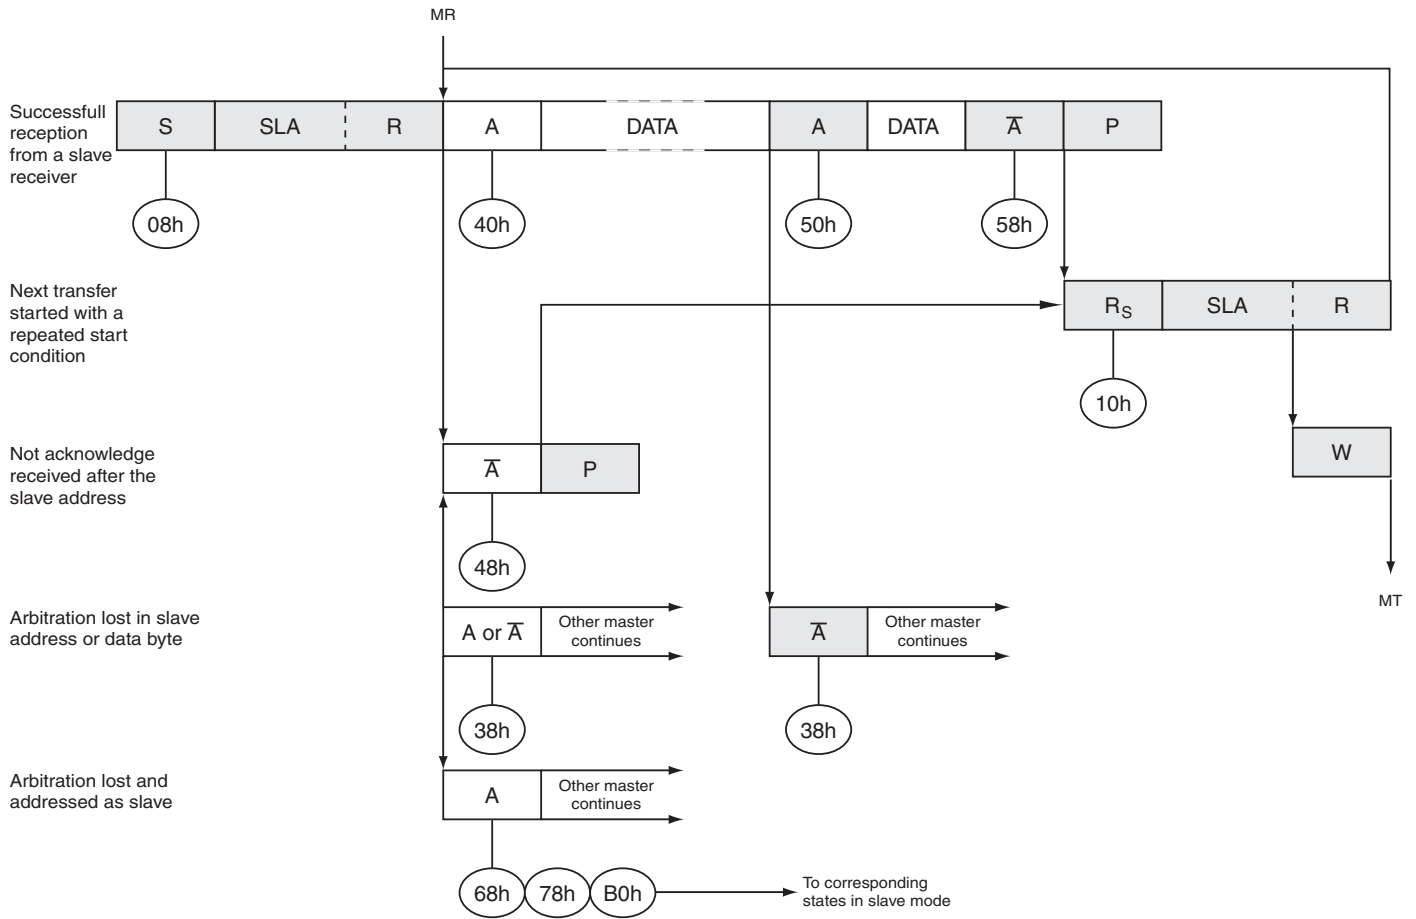 MR
Successfull
reception
from a slave
receiver
S SLA R A DATA A DATA A̅ P
08h 40h 50h 58h
Next transfer
started with a
repeated start
condition
RS SLA R
10h
Not acknowledge
received after the
slave address
A̅ P
W
48h
MT
Arbitration lost in slave
address or data byte
A or A̅ Other master
continues
A̅ Other master
continues
38h 38h
Arbitration lost and
addressed as slave
A Other master
continues
68h 78h B0h To corresponding
states in slave mode